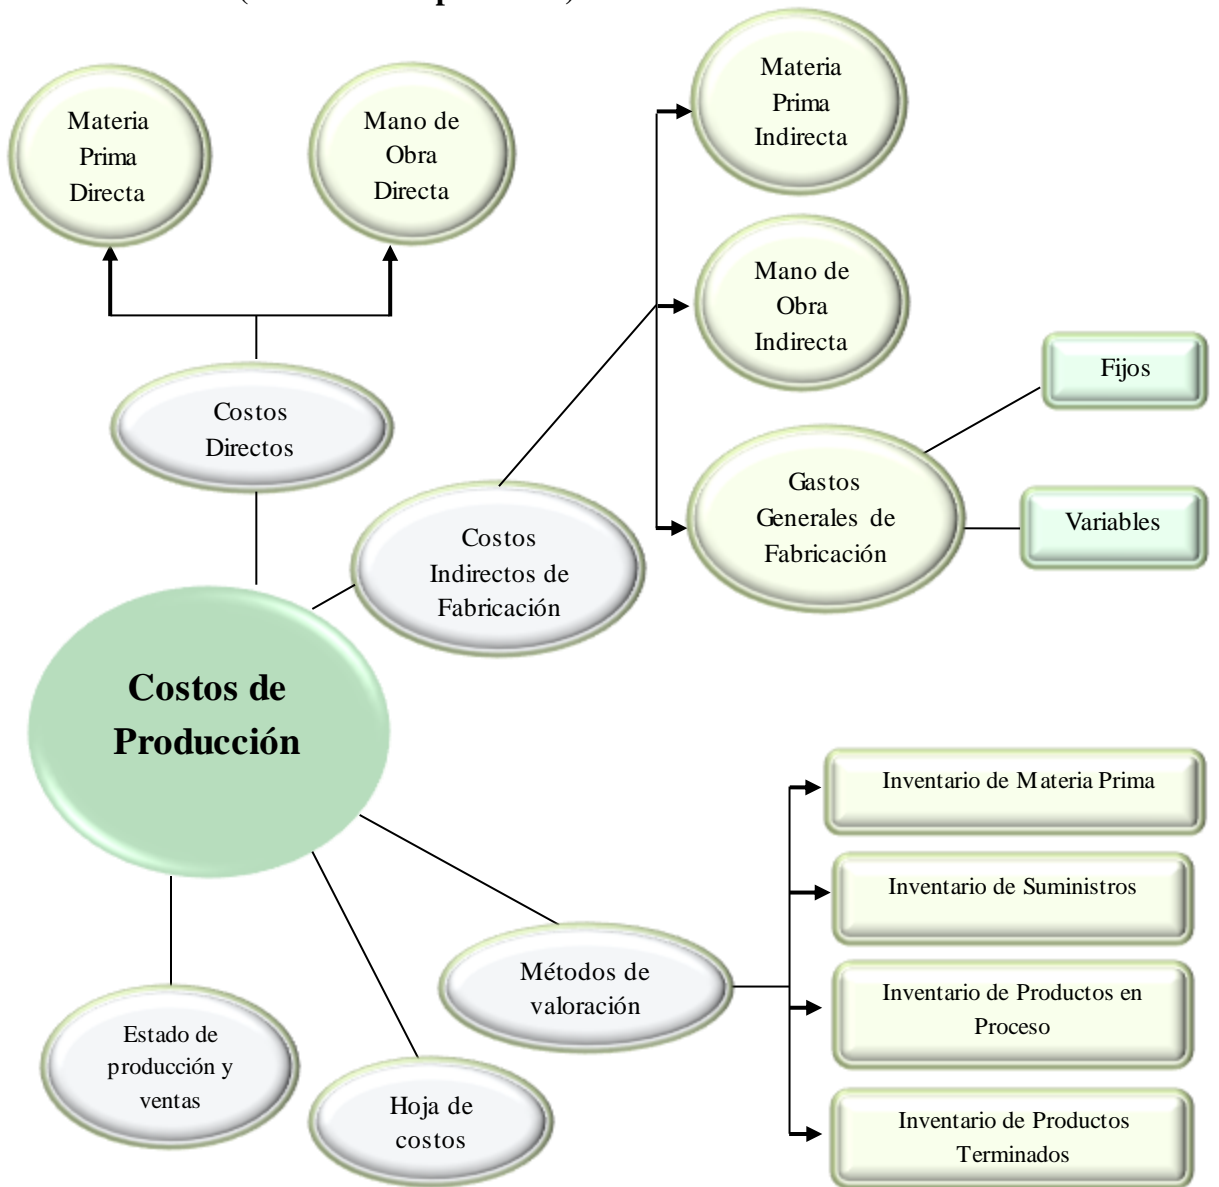 Materia
Prima
Directa
Mano de
Obra
Directa
Materia
Prima
Indirecta
Mano de
Obra
Indirecta
Costos
Directos
Fijos
Gastos
Generales de
Fabricación
Variables
Costos
Indirectos de
Fabricación
Costos de
Producción
Inventario de Materia Prima
Inventario de Suministros
Métodos de
valoración
Inventario de Productos en
Proceso
Estado de
producción y
ventas
Hoja de
costos
Inventario de Productos
Terminados